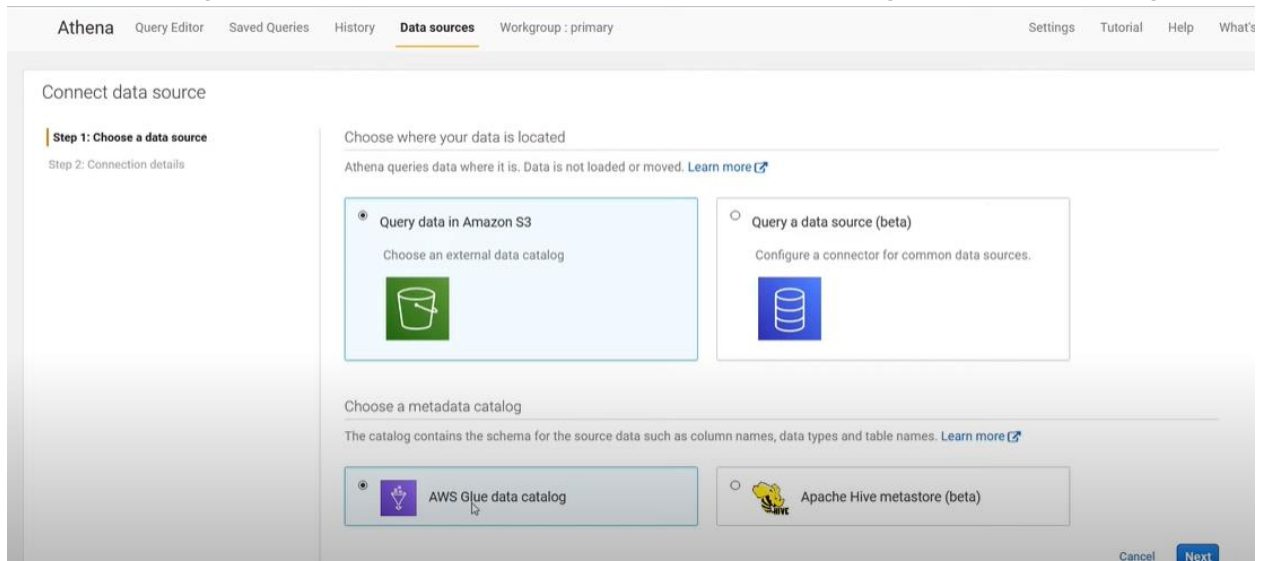 Athena Query Editor Saved Queries History Data sources Workgroup : primary Settings Tutorial Help What's
Connect data source
Step 1: Choose a data source
Step 2: Connection details
Choose where your data is located
Athena queries data where it is. Data is not loaded or moved. Learn more
Query data in Amazon S3
Choose an external data catalog
Query a data source (beta)
Configure a connector for common data sources.
Choose a metadata catalog
The catalog contains the schema for the source data such as column names, data types and table names. Learn more
AWS Glue data catalog
HIVE
Apache Hive metastore (beta)
Cancel Next